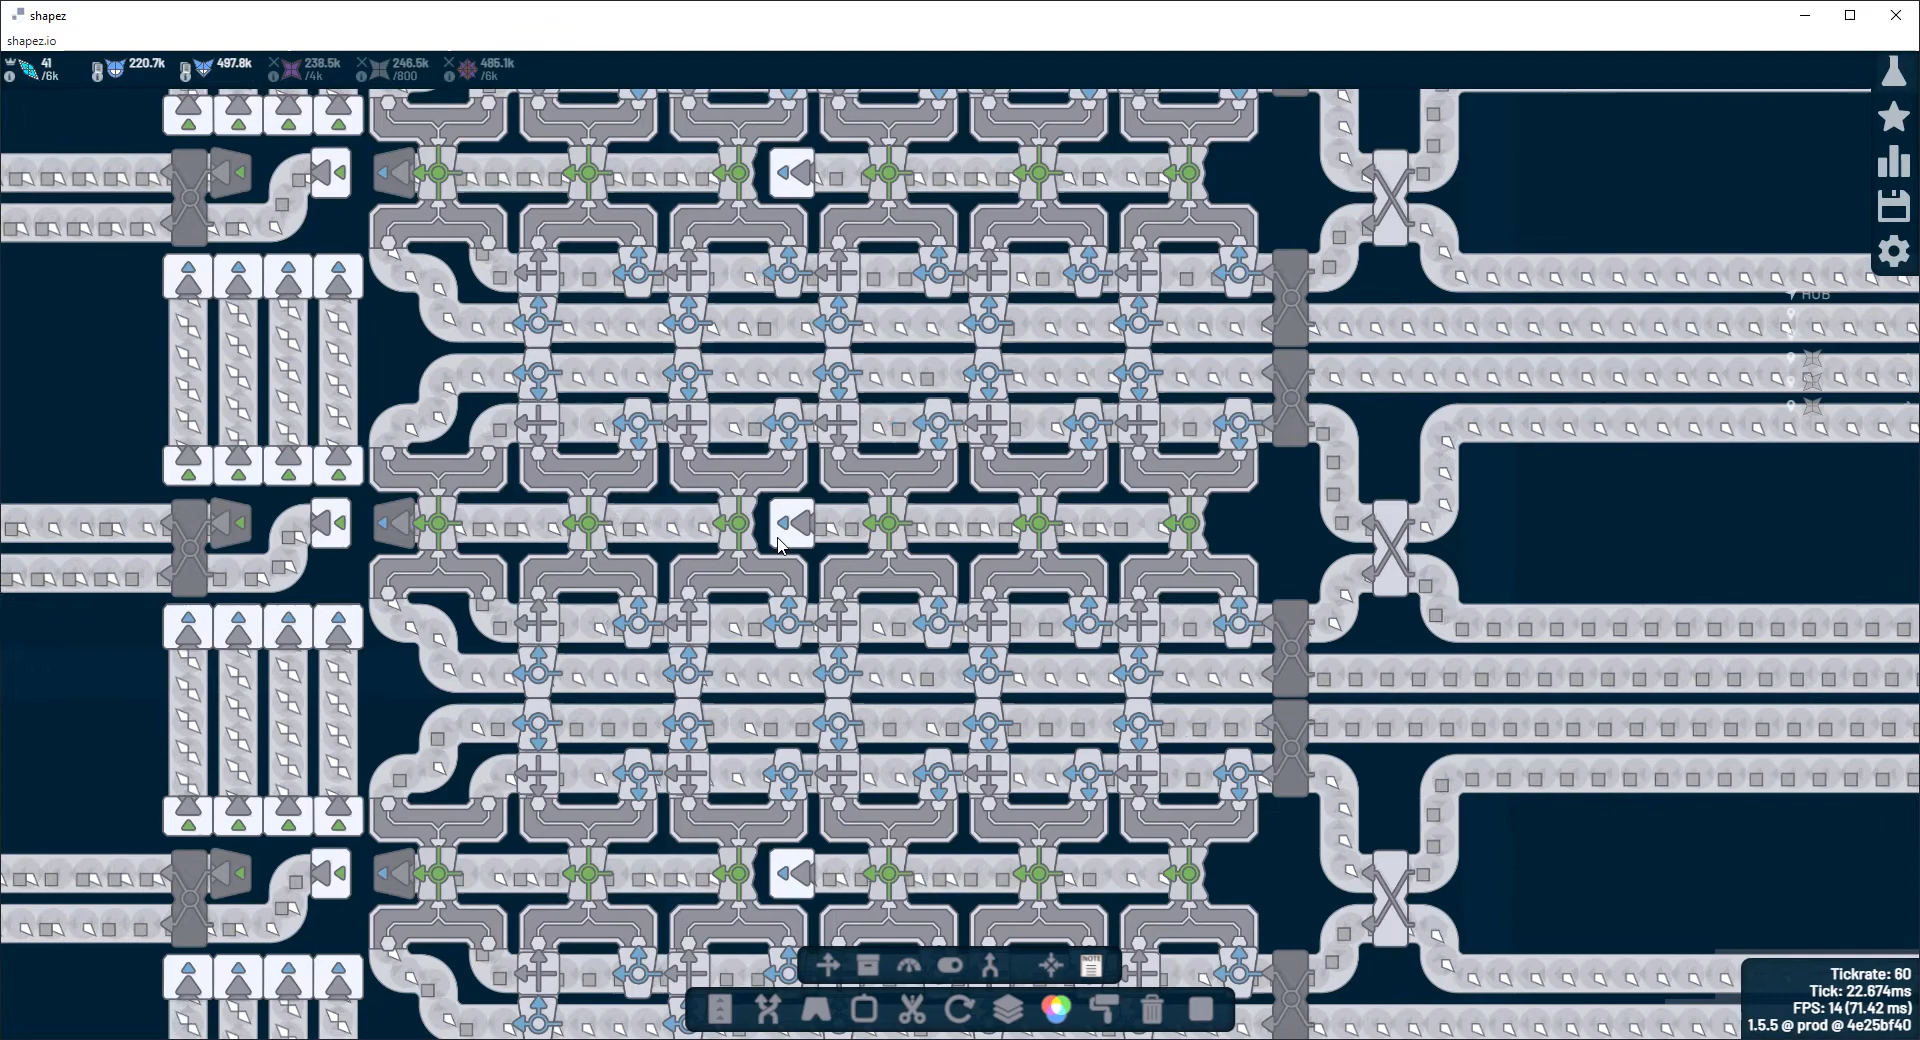 shapez
shapez.io
41
/6k
220.7k
497.8k
238.5k
/4k
246.5k
/800
485.1k
/6k
HUB
NOTE
Tickrate: 60
Tick: 22.674ms
FPS: 14 (71.42 ms)
1.5.5 @ prod @ 4e25bf40